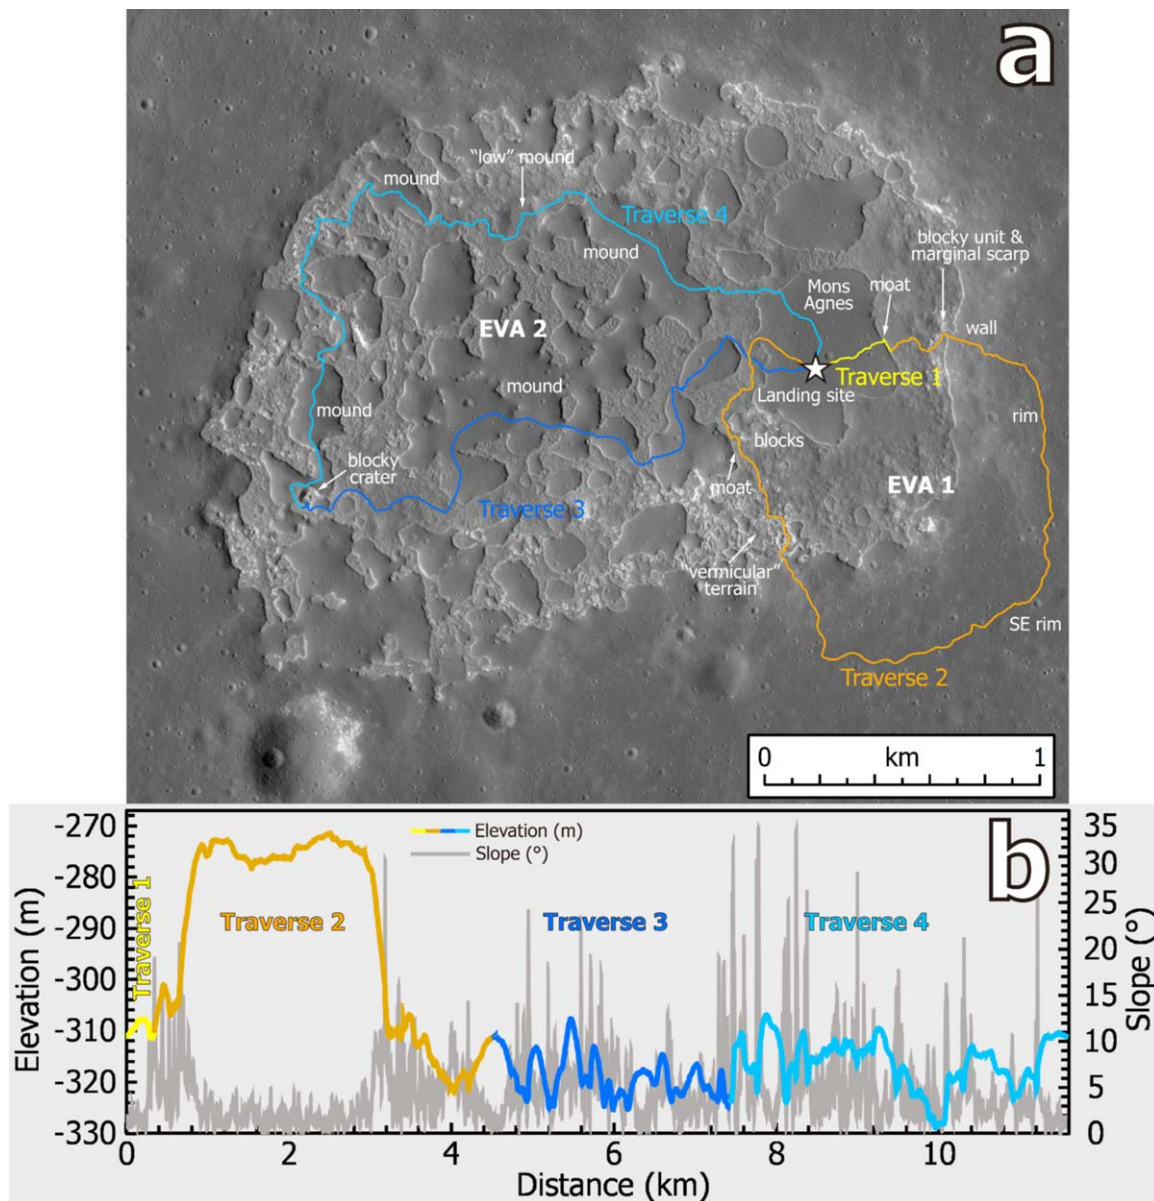 a
"low" mound
mound
Traverse 4
blocky unit &
marginal scarp
mound
Mons
Agnes
moat
wall
EVA 2
Traverse 1
mound
Landing site
mound
rim
blocks
blocky
crater
EVA 1
moat
Traverse 3
"vermicular"
terrain
SE rim
Traverse 2
0 km 1
b
-270
-280
-290
-300
-310
-320
-330
Elevation (m)
Elevation (m)
Slope (°)
Traverse 1
Traverse 2
Traverse 3
Traverse 4
35
30
25
20
15
10
5
0
Slope (°)
0 2 4 6 8 10
Distance (km)